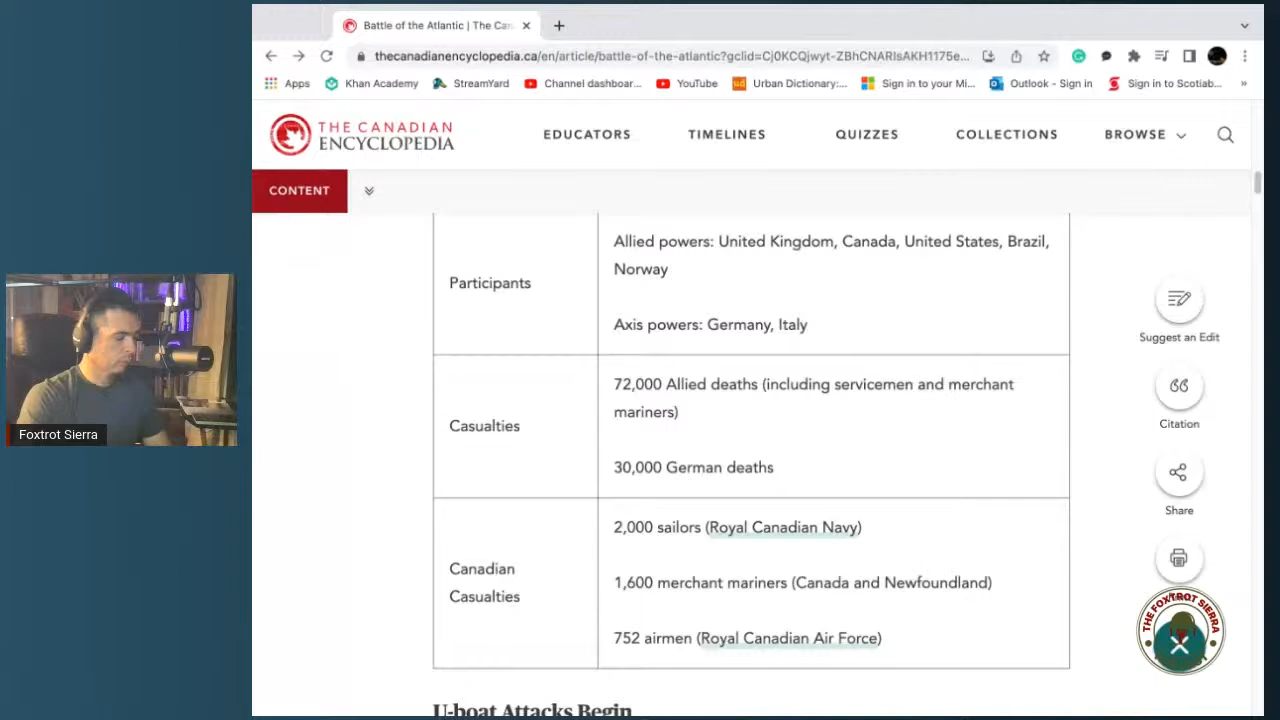 Battle of the Atlantic | The Can
thecanadianencyclopedia.ca/en/article/battle-of-the-atlantic?gclid=Cj0KCQjwyt-ZBhCNARIsAKH1175e...
Apps Khan Academy StreamYard Channel dashboar... YouTube Urban Dictionary:... Sign in to your Mi... Outlook - Sign in Sign in to Scotiab... »
THE CANADIAN
ENCYCLOPEDIA
EDUCATORS TIMELINES QUIZZES COLLECTIONS BROWSE
CONTENT
Participants
Allied powers: United Kingdom, Canada, United States, Brazil,
Norway
Axis powers: Germany, Italy
Casualties
72,000 Allied deaths (including servicemen and merchant
mariners)
30,000 German deaths
Canadian
Casualties
2,000 sailors (Royal Canadian Navy)
1,600 merchant mariners (Canada and Newfoundland)
752 airmen (Royal Canadian Air Force)
U-boat Attacks Begin
Suggest an Edit
Citation
Share
THE FOXTROT SIERRA
Foxtrot Sierra